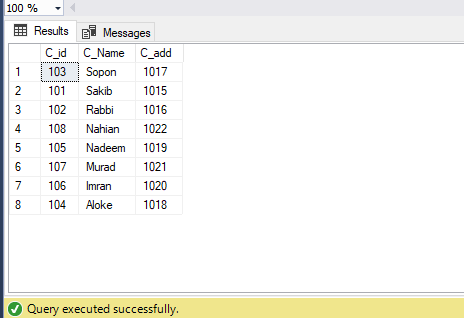 100 %
Results Messages
C_id C_Name C_add
1 103 Sopon 1017
2 101 Sakib 1015
3 102 Rabbi 1016
4 108 Nahian 1022
5 105 Nadeem 1019
6 107 Murad 1021
7 106 Imran 1020
8 104 Aloke 1018
Query executed successfully.